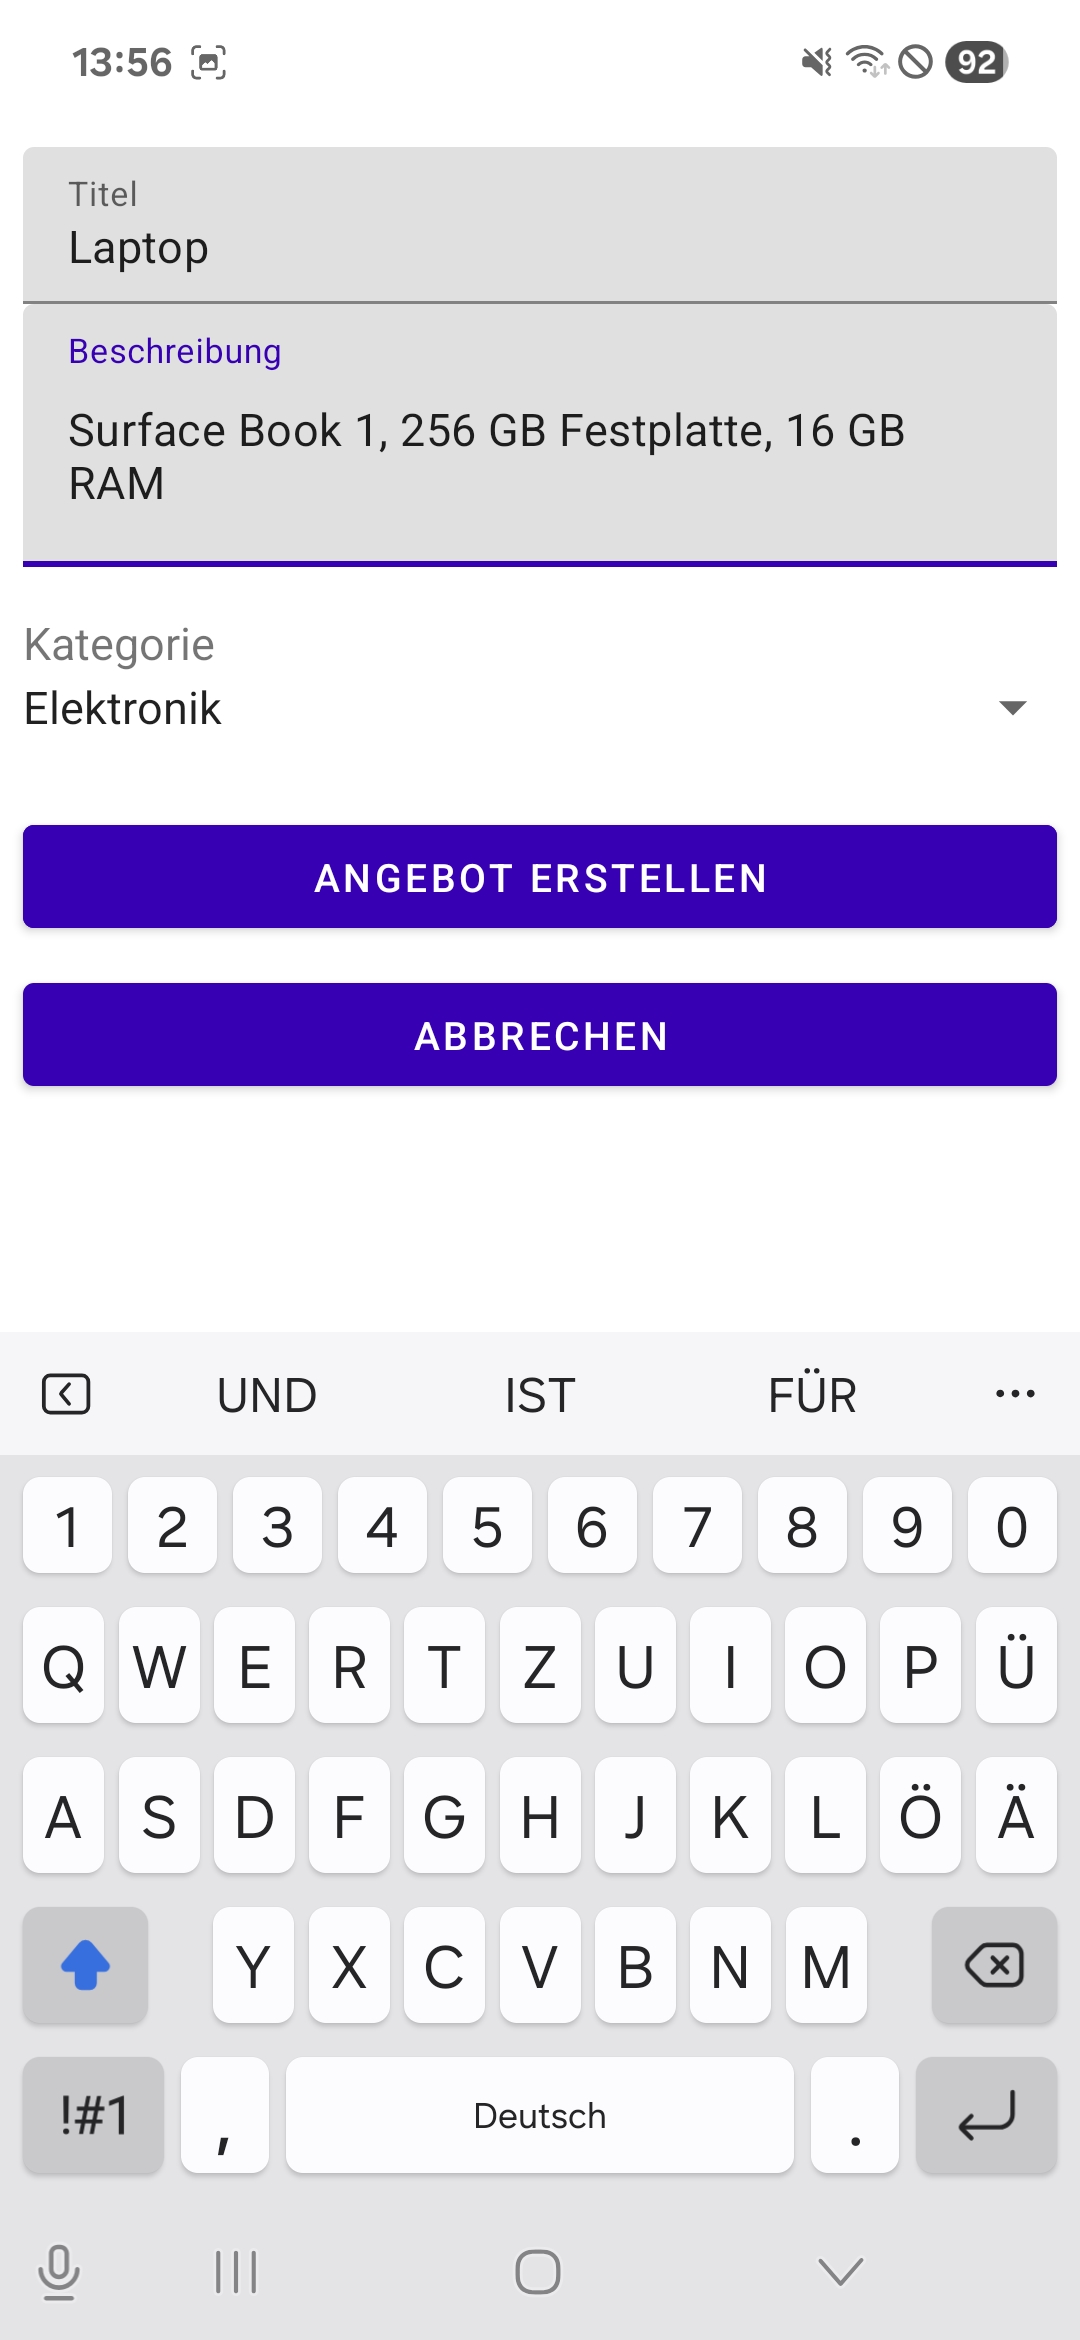 13:56
92
Titel
Laptop
Beschreibung
Surface Book 1, 256 GB Festplatte, 16 GB
RAM
Kategorie
Elektronik
ANGEBOT ERSTELLEN
ABBRECHEN
UND IST FÜR ...
1 2 3 4 5 6 7 8 9 0
Q W E R T Z U I O P Ü
A S D F G H J K L Ö Ä
Y X C V B N M
!#1 , Deutsch .